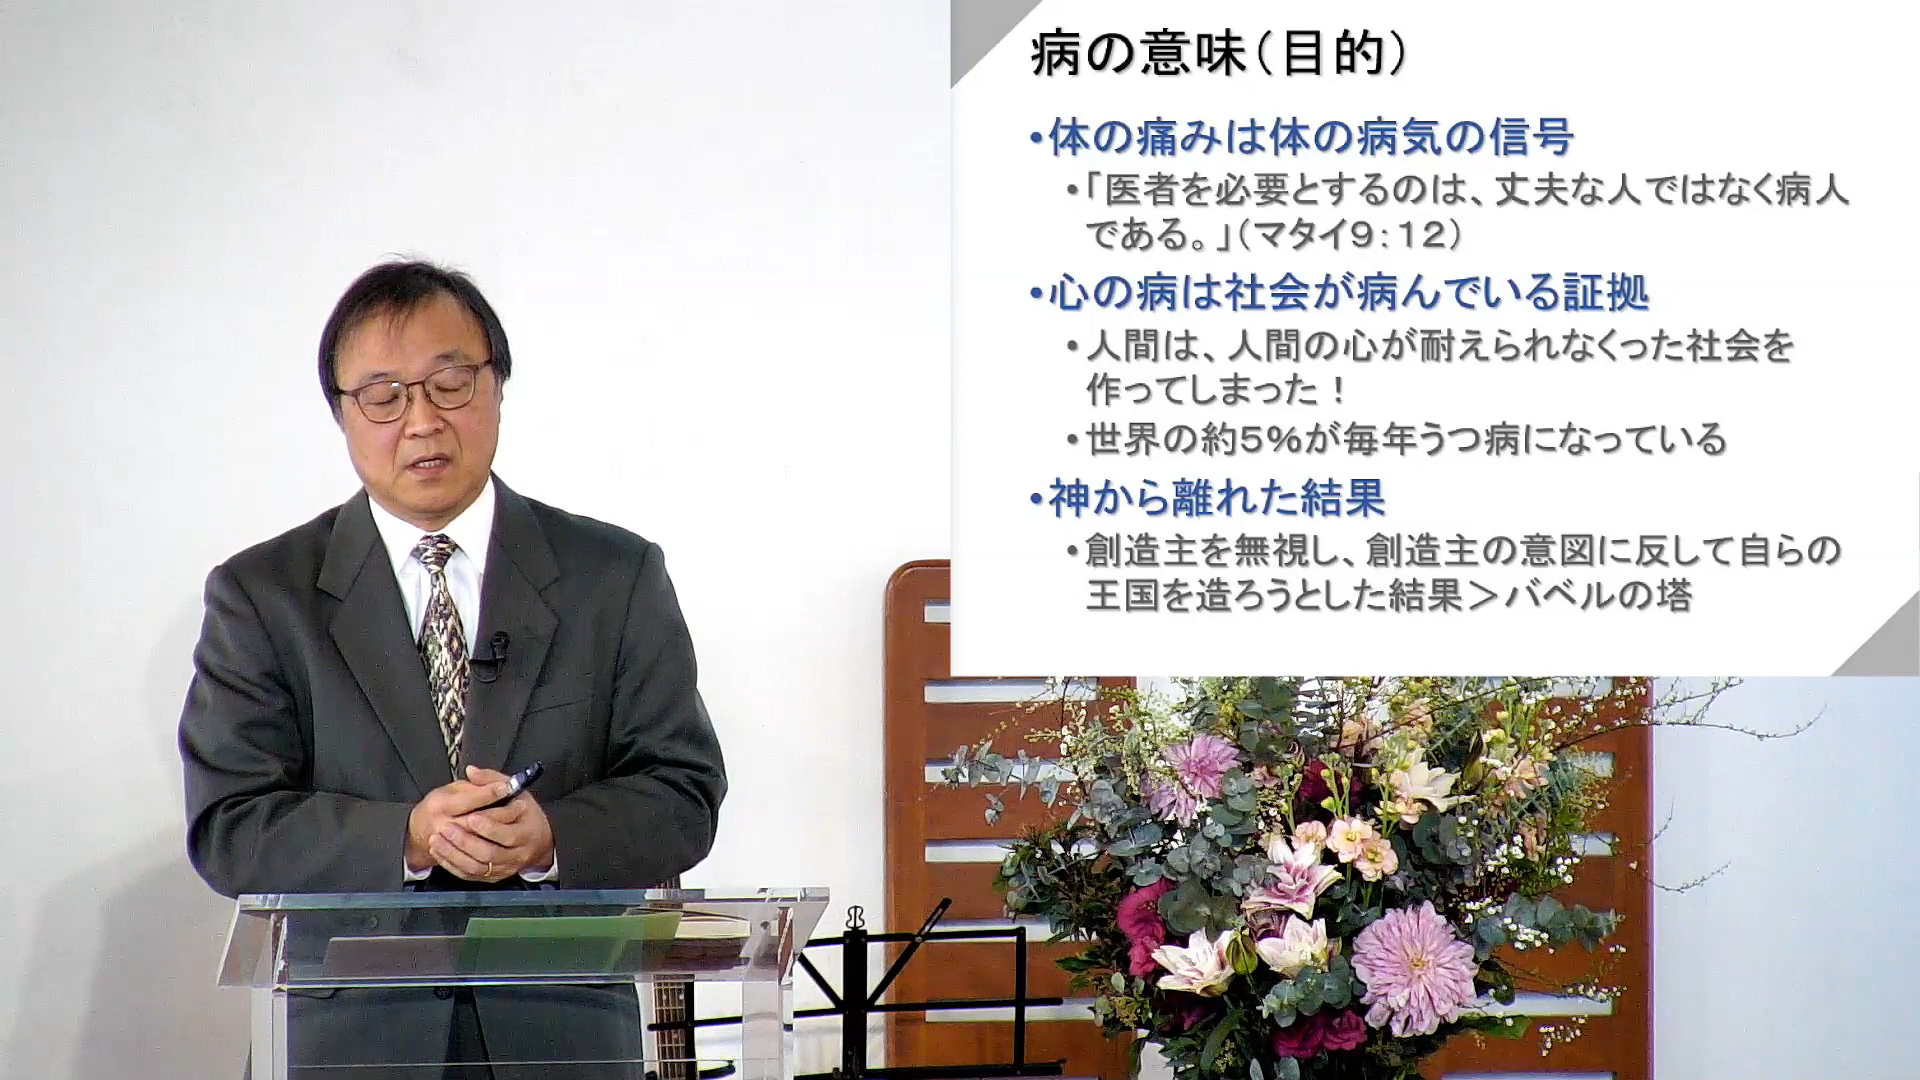 病の意味（目的）
•体の痛みは体の病気の信号
•「医者を必要とするのは、丈夫な人ではなく病人
である。」（マタイ９：１２）
•心の病は社会が病んでいる証拠
•人間は、人間の心が耐えられなくった社会を
作ってしまった！
•世界の約５％が毎年うつ病になっている
•神から離れた結果
•創造主を無視し、創造主の意図に反して自らの
王国を造ろうとした結果＞バベルの塔